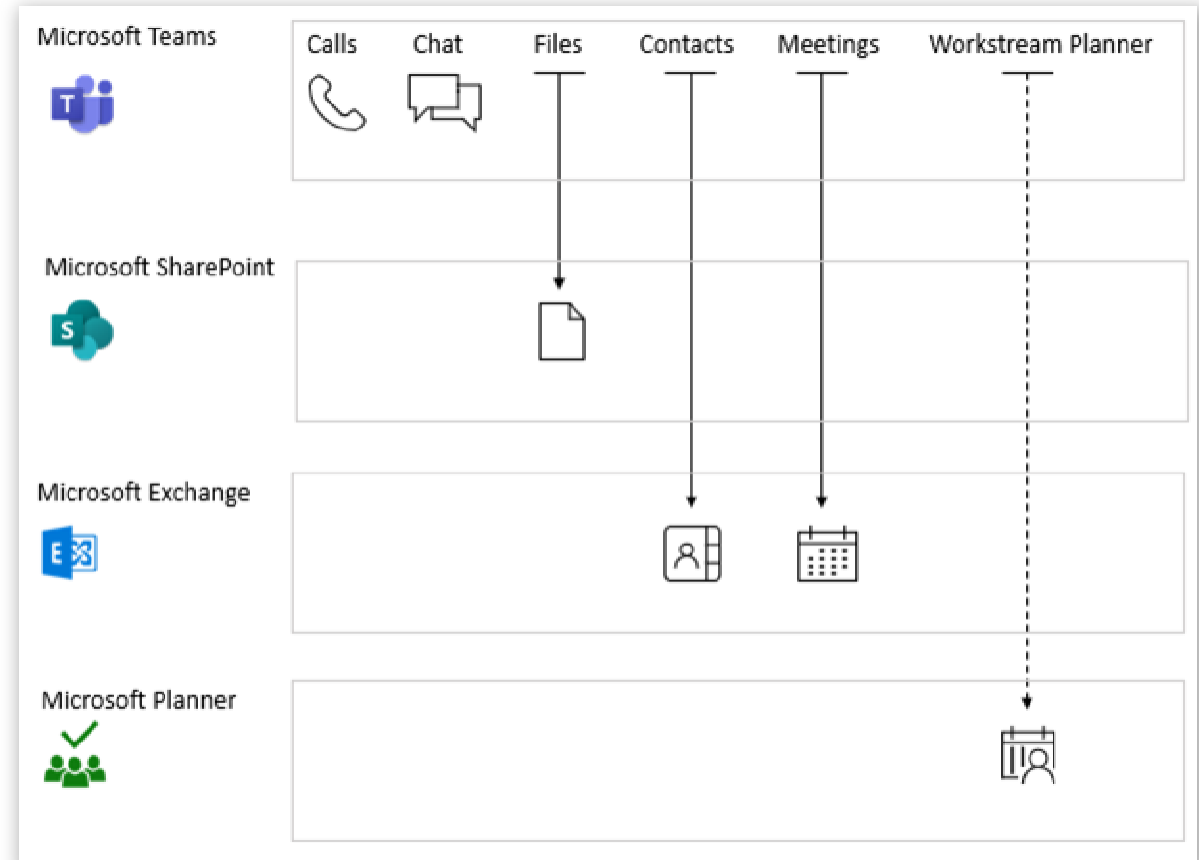 Microsoft Teams
Calls
Chat
Files
Contacts
Meetings
Workstream Planner
T
Microsoft SharePoint
S
Microsoft Exchange
E
Microsoft Planner